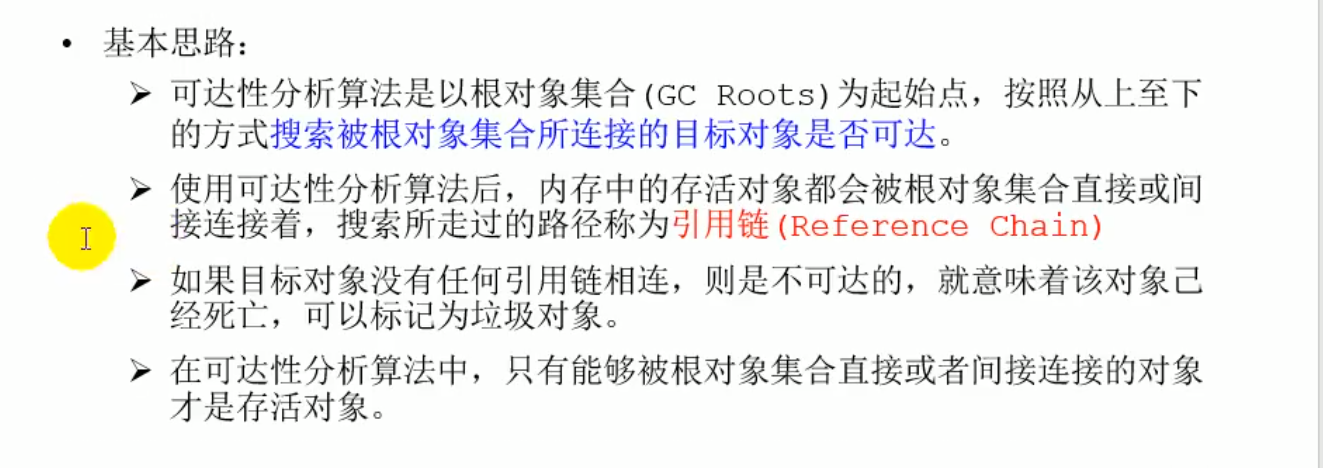 • 基本思路：
➢ 可达性分析算法是以根对象集合(GC Roots)为起始点，按照从上至下
的方式搜索被根对象集合所连接的目标对象是否可达。
➢ 使用可达性分析算法后，内存中的存活对象都会被根对象集合直接或间
接连接着，搜索所走过的路径称为引用链(Reference Chain)
➢ 如果目标对象没有任何引用链相连，则是不可达的，就意味着该对象己
经死亡，可以标记为垃圾对象。
➢ 在可达性分析算法中，只有能够被根对象集合直接或者间接连接的对象
才是存活对象。